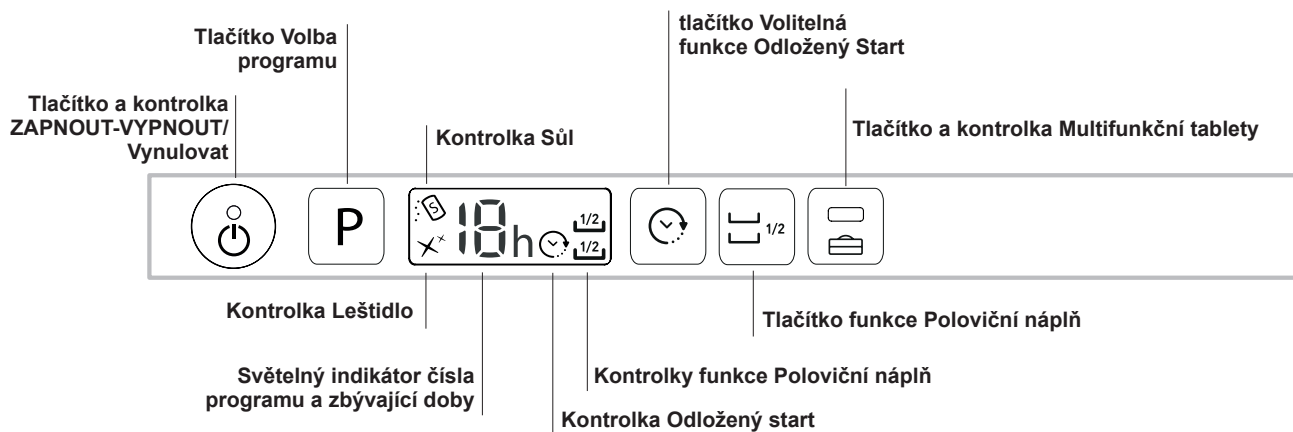 tlačítko Volitelná
funkce Odložený Start
Tlačítko Volba
programu
Tlačítko a kontrolka
ZAPNOUT-VYPNOUT/
Vynulovat
Kontrolka Sůl
Tlačítko a kontrolka Multifunkční tablety
P
S
18h
1/2
1/2
1/2
Kontrolka Leštidlo
Tlačítko funkce Poloviční náplň
Světelný indikátor čísla
programu a zbývající doby
Kontrolky funkce Poloviční náplň
Kontrolka Odložený start